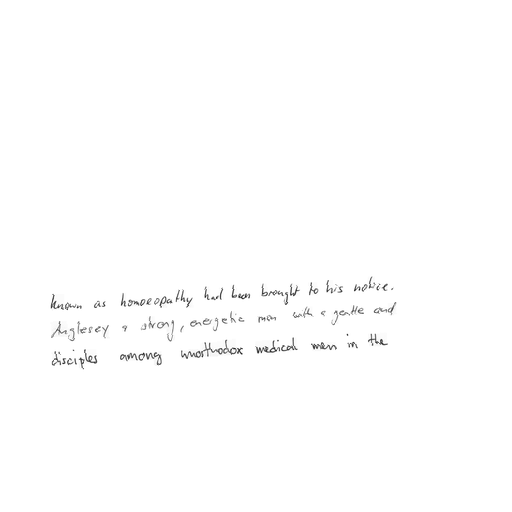 known as homoeopathy had been brought to his notice.
Anglesey a strong, energetic man with a gentle and
disciples among unorthodox medical men in the